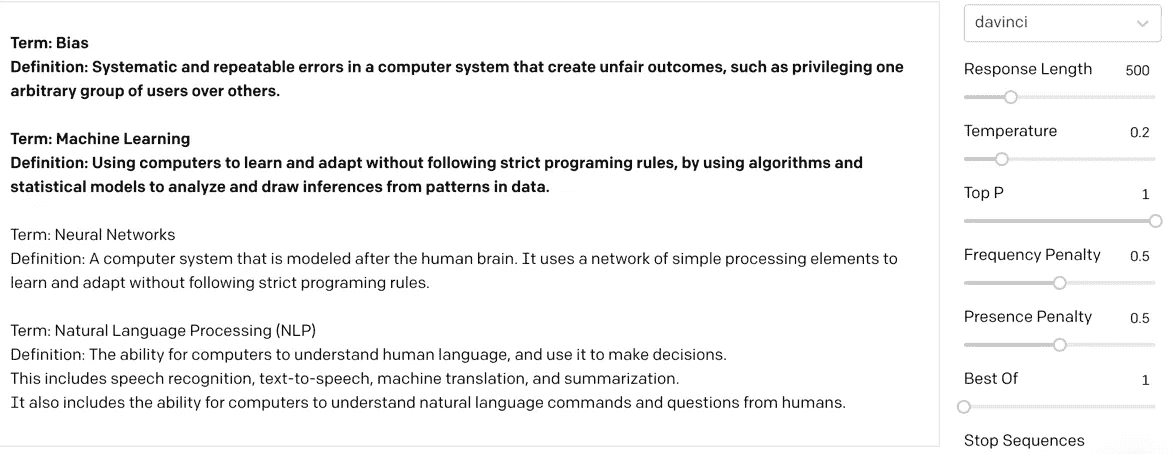 Term: Bias
Definition: Systematic and repeatable errors in a computer system that create unfair outcomes, such as privileging one
arbitrary group of users over others.
Term: Machine Learning
Definition: Using computers to learn and adapt without following strict programing rules, by using algorithms and
statistical models to analyze and draw inferences from patterns in data.
Term: Neural Networks
Definition: A computer system that is modeled after the human brain. It uses a network of simple processing elements to
learn and adapt without following strict programing rules.
Term: Natural Language Processing (NLP)
Definition: The ability for computers to understand human language, and use it to make decisions.
This includes speech recognition, text-to-speech, machine translation, and summarization.
It also includes the ability for computers to understand natural language commands and questions from humans.
davinci
Response Length 500
Temperature 0.2
Top P 1
Frequency Penalty 0.5
Presence Penalty 0.5
Best Of 1
Stop Sequences